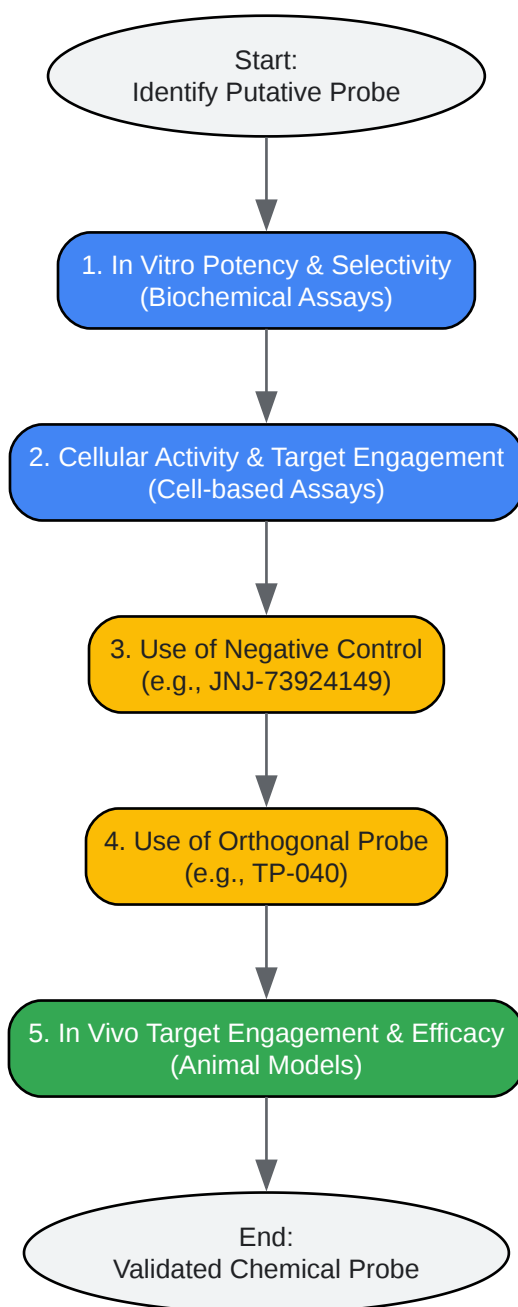 Start:
Identify Putative Probe
1. In Vitro Potency & Selectivity
(Biochemical Assays)
2. Cellular Activity & Target Engagement
(Cell-based Assays)
3. Use of Negative Control
(e.g., JNJ-73924149)
4. Use of Orthogonal Probe
(e.g., TP-040)
5. In Vivo Target Engagement & Efficacy
(Animal Models)
End:
Validated Chemical Probe